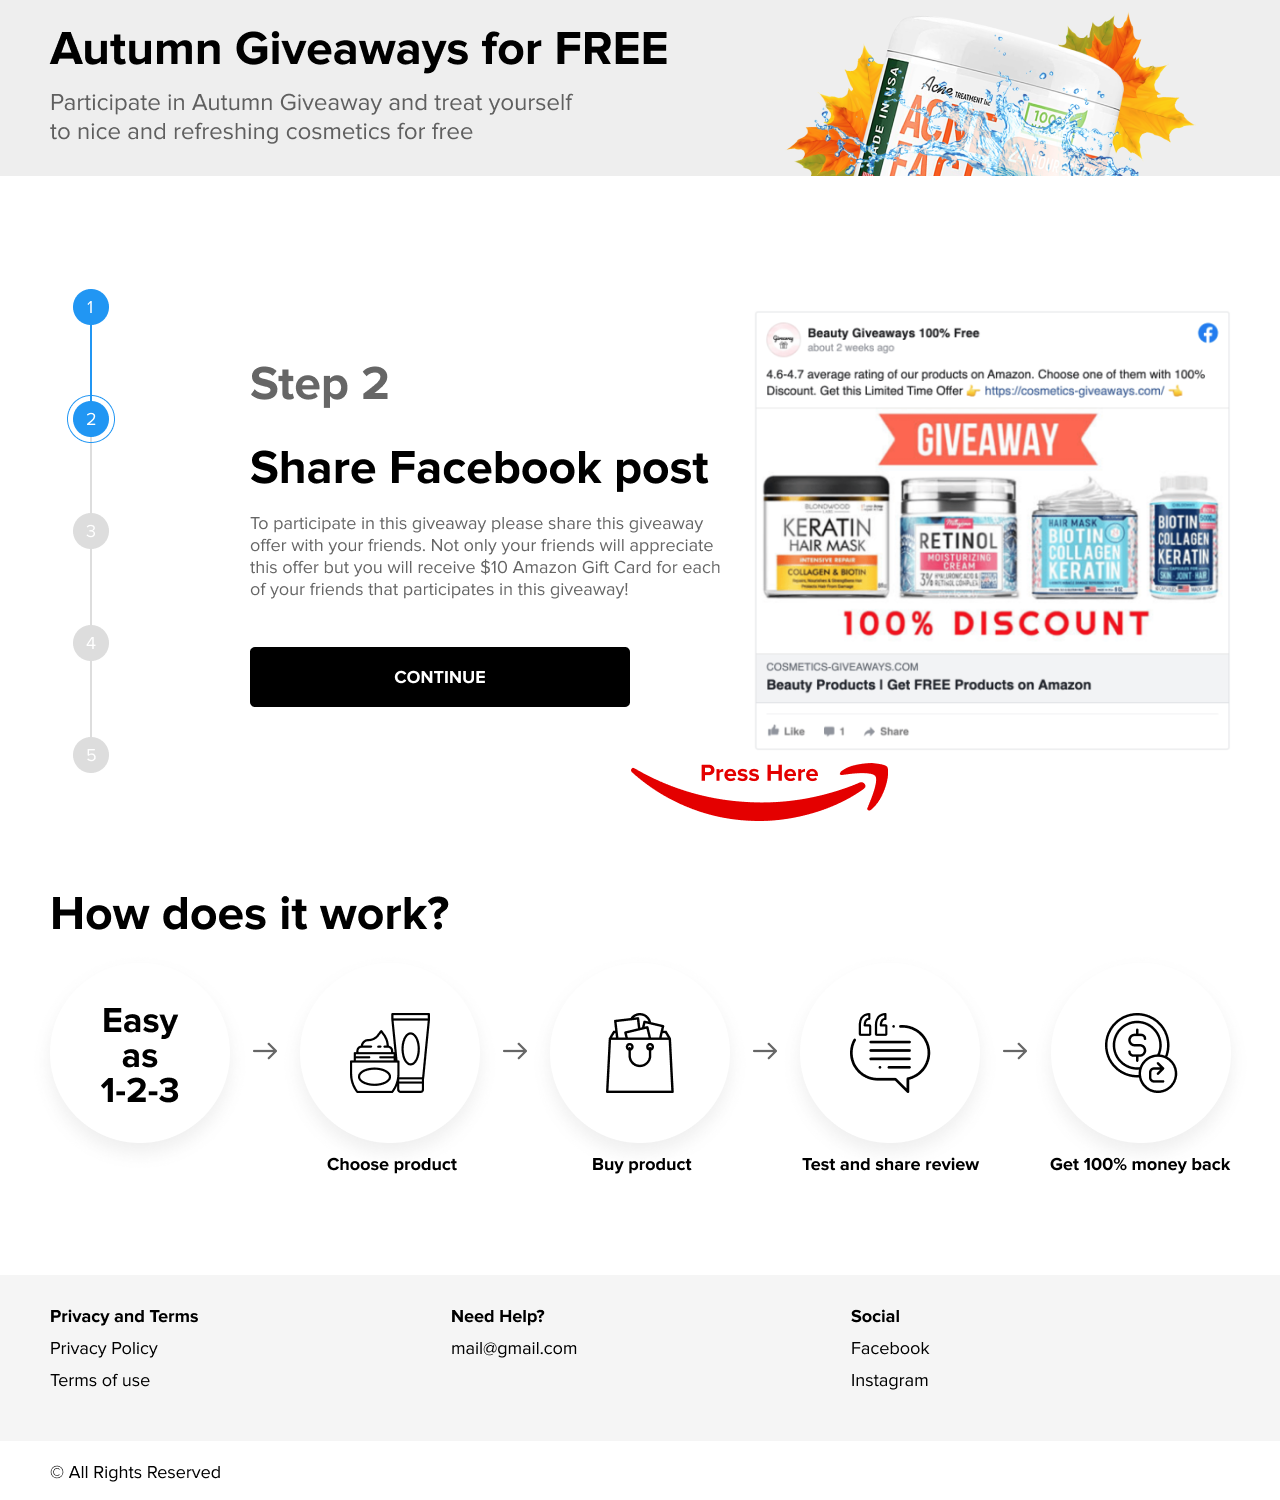 Autumn Giveaways for FREE
Participate in Autumn Giveaway and treat yourself
to nice and refreshing cosmetics for free
MADE IN USA
Acne TREATMENT
ACNE
FACE
100%
1
2
3
4
5
Step 2
Share Facebook post
To participate in this giveaway please share this giveaway
offer with your friends. Not only your friends will appreciate
this offer but you will receive $10 Amazon Gift Card for each
of your friends that participates in this giveaway!
CONTINUE
Beauty Giveaways 100% Free
about 2 weeks ago
4.6-4.7 average rating of our products on Amazon. Choose one of them with 100%
Discount. Get this Limited Time Offer 👉 https://cosmetics-giveaways.com/ 👈
GIVEAWAY
BLONDWOOD
KERATIN
HAIR MASK
INTENSIVE REPAIR
COLLAGEN & BIOTIN
RETINOL
MOISTURIZING
CREAM
3%
HAIR MASK
BIOTIN
COLLAGEN
KERATIN
BIOTIN
COLLAGEN
KERATIN
SKIN JOINT HAIR
100% DISCOUNT
COSMETICS-GIVEAWAYS.COM
Beauty Products | Get FREE Products on Amazon
Like
1
Share
Press Here
How does it work?
Easy
as
1-2-3
Choose product
Buy product
Test and share review
Get 100% money back
Privacy and Terms
Privacy Policy
Terms of use
Need Help?
mail@gmail.com
Social
Facebook
Instagram
© All Rights Reserved